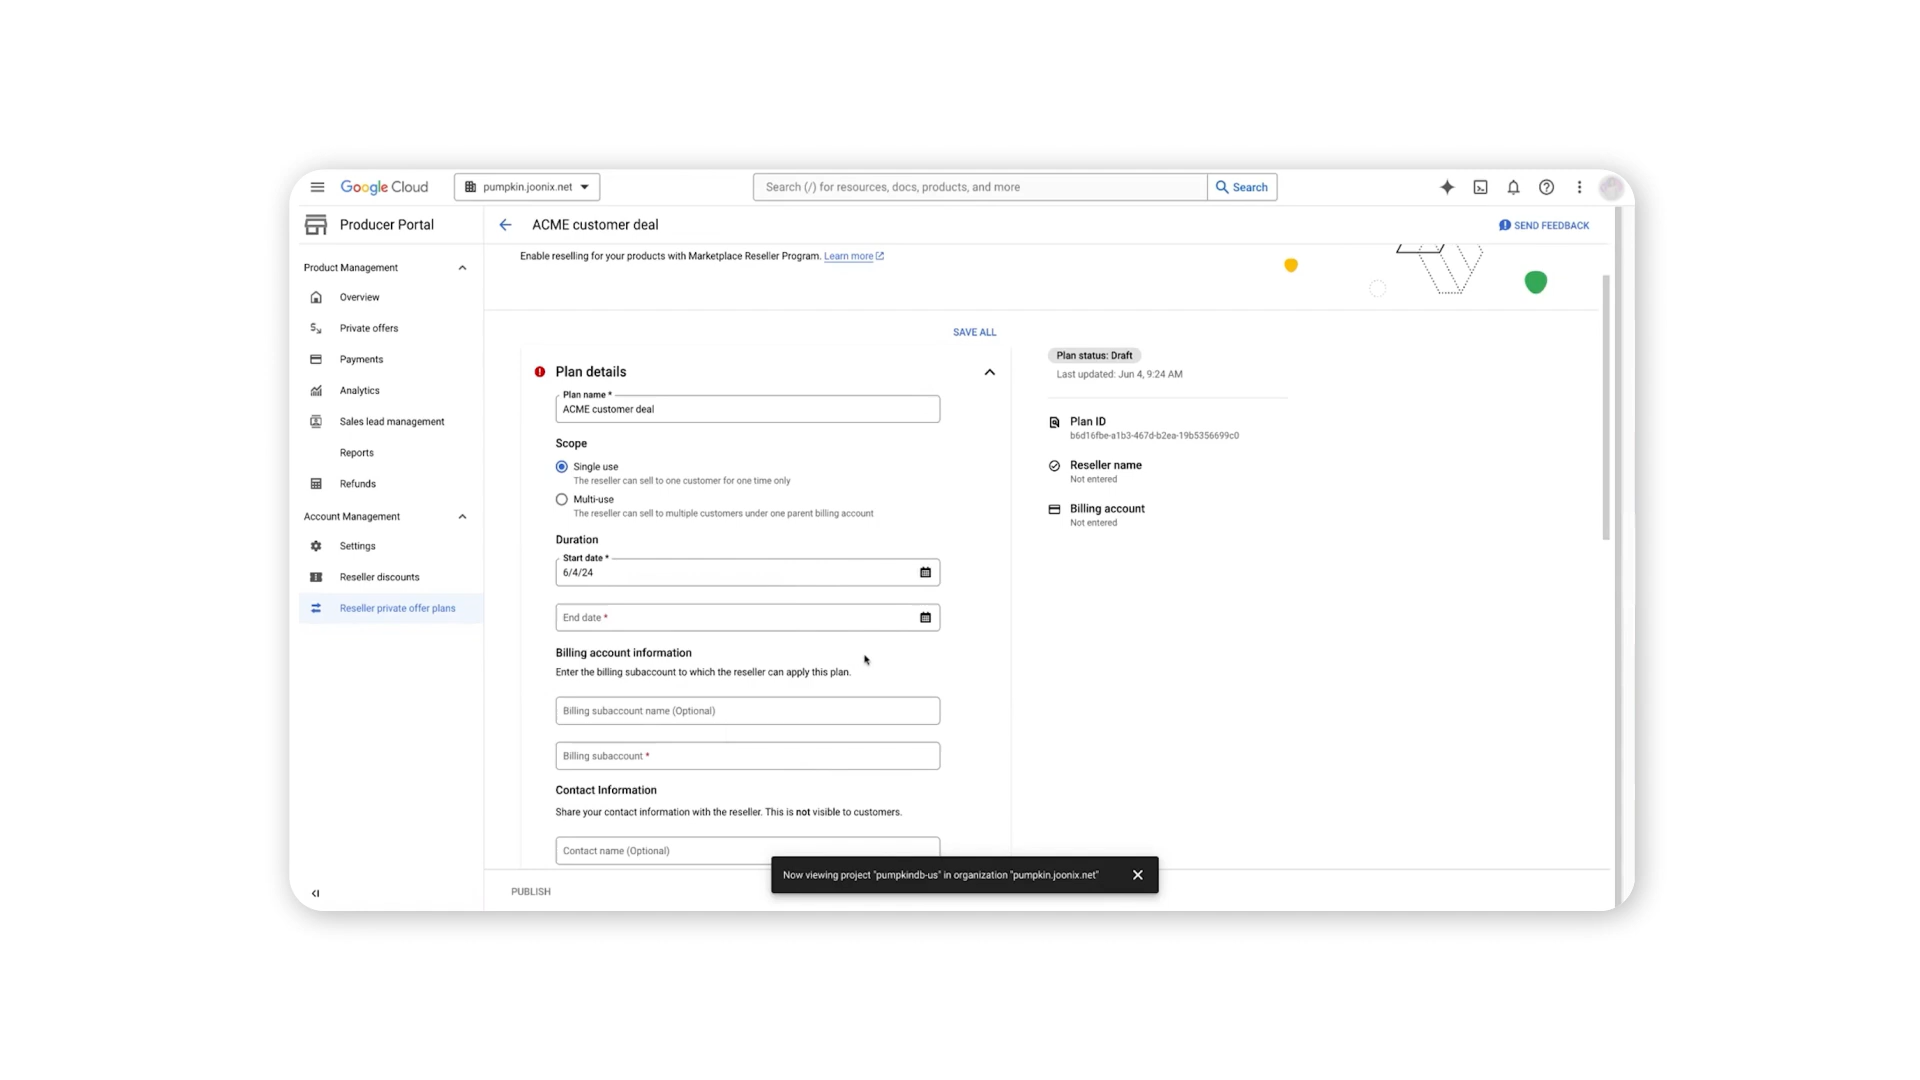 Google Cloud
pumpkin.joonix.net
Search (/) for resources, docs, products, and more
Search
Producer Portal
ACME customer deal
SEND FEEDBACK
Product Management
Overview
Private offers
Payments
Analytics
Sales lead management
Reports
Refunds
Account Management
Settings
Reseller discounts
Reseller private offer plans
Enable reselling for your products with Marketplace Reseller Program. Learn more
SAVE ALL
Plan details
Plan name *
ACME customer deal
Scope
Single use
The reseller can sell to one customer for one time only
Multi-use
The reseller can sell to multiple customers under one parent billing account
Duration
Start date *
6/4/24
End date *
Billing account information
Enter the billing subaccount to which the reseller can apply this plan.
Billing subaccount name (Optional)
Billing subaccount *
Contact Information
Share your contact information with the reseller. This is not visible to customers.
Contact name (Optional)
Plan status: Draft
Last updated: Jun 4, 9:24 AM
Plan ID
b6d16fbe-a1b3-467d-b2ea-19b5356699c0
Reseller name
Not entered
Billing account
Not entered
PUBLISH
Now viewing project "pumpkindb-us" in organization "pumpkin.joonix.net"